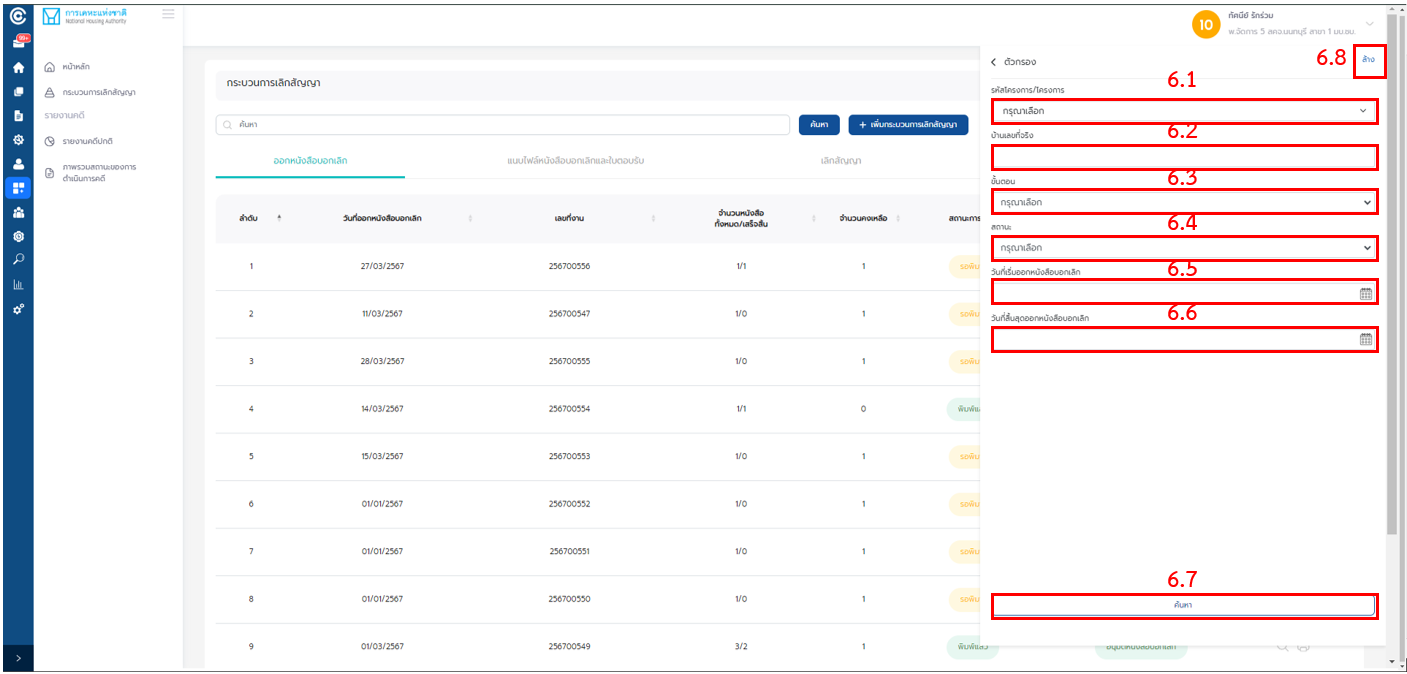 การเคหะแห่งชาติ
National Housing Authority
99+
หน้าหลัก
กระบวนการเลิกสัญญา
รายงานคดี
รายงานคดีปกติ
ภาพรวมสถานะของการ
ดำเนินการคดี
10
ทัศนีย์ รักร่วม
กระบวนการเลิกสัญญา
ค้นหา
ค้นหา
+ เพิ่มกระบวนการเลิกสัญญา
ออกหนังสือบอกเลิก
แนบไฟล์หนังสือบอกเลิกและใบตอบรับ
เลิกสัญญา
ลำดับ วันที่ออกหนังสือบอกเลิก เลขที่งาน จำนวนหนังสือ จำนวนคงเหลือ สถานะการ
ทั้งหมด/เสร็จสิ้น
1 27/03/2567 256700556 1/1 1 รอพิม
2 11/03/2567 256700547 1/0 1 รอพิม
3 28/03/2567 256700555 1/0 1 รอพิม
4 14/03/2567 256700554 1/1 0 พิมพ์แล
5 15/03/2567 256700553 1/0 1 รอพิม
6 01/01/2567 256700552 1/0 1 รอพิม
7 01/01/2567 256700551 1/0 1 รอพิม
8 01/01/2567 256700550 1/0 1 รอพิม
9 01/03/2567 256700549 3/2 1 พิมพ์แล้ว อนุมัติหนังสือบอกเลิก
ตัวกรอง
6.8
ล้าง
6.1
รหัสโครงการ/โครงการ
กรุณาเลือก
6.2
บ้านเลขที่จริง
6.3
ขั้นตอน
กรุณาเลือก
6.4
สถานะ
กรุณาเลือก
6.5
วันที่เริ่มออกหนังสือบอกเลิก
6.6
วันที่สิ้นสุดออกหนังสือบอกเลิก
6.7
ค้นหา